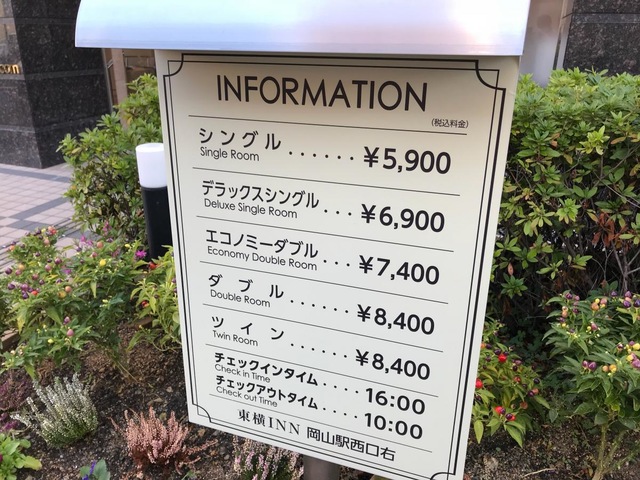 INFORMATION
(税込料金)
シングル ...... ¥5,900
Single Room
デラックスシングル ... ¥6,900
Deluxe Single Room
エコノミーダブル .... ¥7,400
Economy Double Room
ダブル ....... ¥8,400
Double Room
ツイン ........ ¥8,400
Twin Room
チェックインタイム .... 16:00
Check in Time
チェックアウトタイム ... 10:00
Check out Time
東横INN 岡山駅西口右